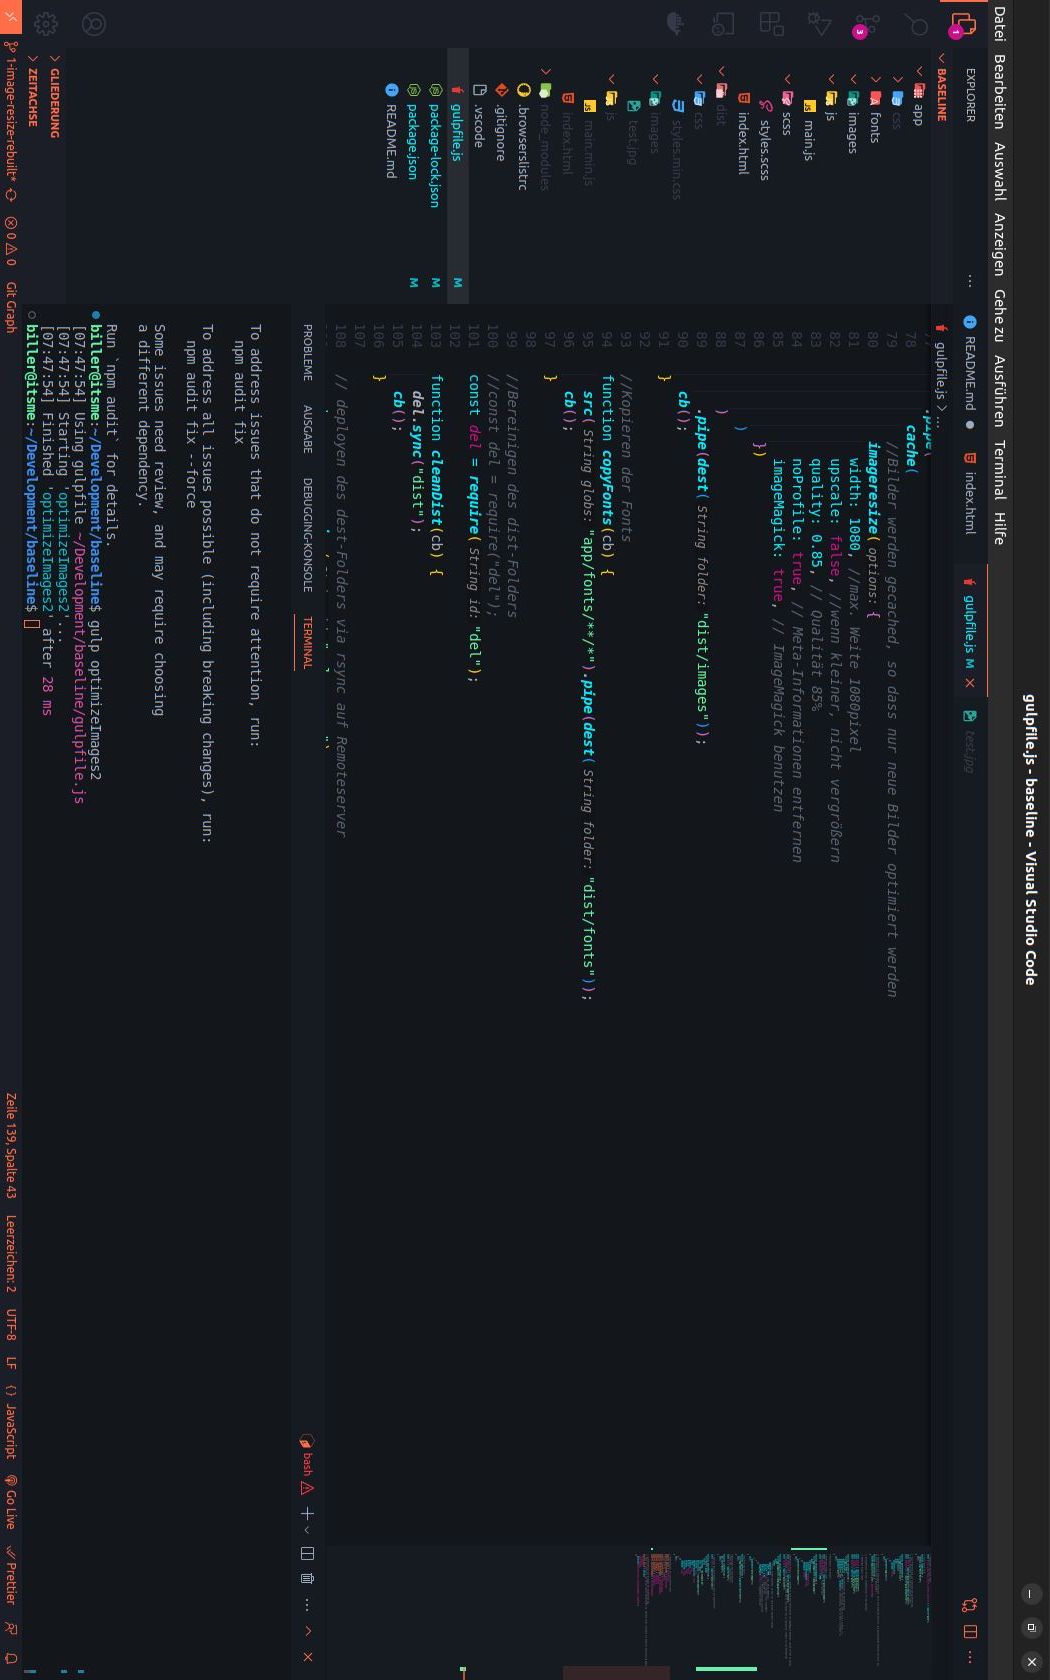 gulpfile.js - baseline - Visual Studio Code
Datei Bearbeiten Auswahl Anzeigen Gehe zu Ausführen Terminal Hilfe
EXPLORER ...
README.md
index.html
gulpfile.js M
test.jpg
1
3
BASELINE
app
css
fonts
images
js
main.js
scss
styles.scss
index.html
dist
css
styles.min.css
images
test.jpg
js
main.min.js
index.html
node_modules
.browserslistrc
.gitignore
.vscode
gulpfile.js M
package-lock.json M
package.json M
README.md
GLIEDERUNG
ZEITACHSE
gulpfile.js > ...
.pipe(
78 cache(
79 //Bilder werden gecached, so dass nur neue Bilder optimiert werden
80 imageresize( options: {
81 width: 1080, //max. Weite 1080pixel
82 upscale: false, //wenn kleiner, nicht vergrößern
83 quality: 0.85, // Qualität 85%
84 noProfile: true, // Meta-Informationen entfernen
85 imageMagick: true, // ImageMagick benutzen
86 })
87 )
88 )
89 .pipe(dest( String folder: "dist/images"));
90 cb();
91 }
92
93 //Kopieren der Fonts
94 function copyFonts(cb) {
95 src( String globs: "app/fonts/**/*").pipe(dest( String folder: "dist/fonts"));
96 cb();
97 }
98
99 //Bereinigen des dist-Folders
100 //const del = require("del");
101 const del = require( String id: "del");
102
103 function cleanDist(cb) {
104 del.sync("dist");
105 cb();
106 }
107
108 // deployen des dest-Folders via rsync auf Remoteserver
PROBLEME AUSGABE DEBUGGING-KONSOLE TERMINAL
bash
To address issues that do not require attention, run:
npm audit fix
To address all issues possible (including breaking changes), run:
npm audit fix --force
Some issues need review, and may require choosing
a different dependency.
Run `npm audit` for details.
biller@itsme:~/Development/baseline$ gulp optimizeImages2
[07:47:54] Using gulpfile ~/Development/baseline/gulpfile.js
[07:47:54] Starting 'optimizeImages2'...
[07:47:54] Finished 'optimizeImages2' after 28 ms
biller@itsme:~/Development/baseline$
1-image-resize-rebuilt* 0 0 Git Graph Zeile 139, Spalte 43 Leerzeichen: 2 UTF-8 LF {} JavaScript Go Live Prettier